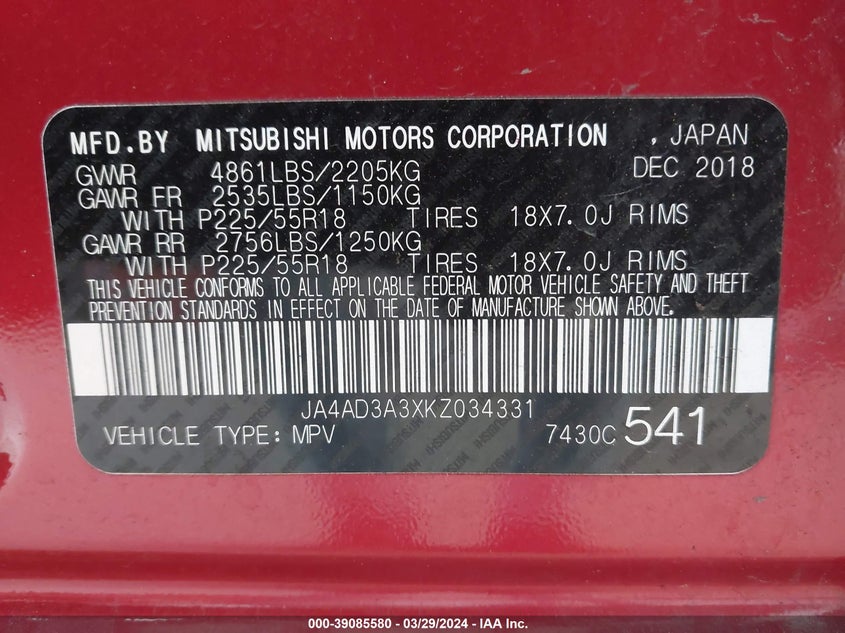 MFD.BY MITSUBISHI MOTORS CORPORATION , JAPAN
GVWR 4861LBS/2205KG DEC 2018
GAWR FR 2535LBS/1150KG
WITH P225/55R18 TIRES 18X7.0J RIMS
GAWR RR 2756LBS/1250KG
WITH P225/55R18 TIRES 18X7.0J RIMS
THIS VEHICLE CONFORMS TO ALL APPLICABLE FEDERAL MOTOR VEHICLE SAFETY AND THEFT
PREVENTION STANDARDS IN EFFECT ON THE DATE OF MANUFACTURE SHOWN ABOVE.
JA4AD3A3XKZ034331
VEHICLE TYPE: MPV 7430C 541
000-39085580 - 03/29/2024 - IAA Inc.